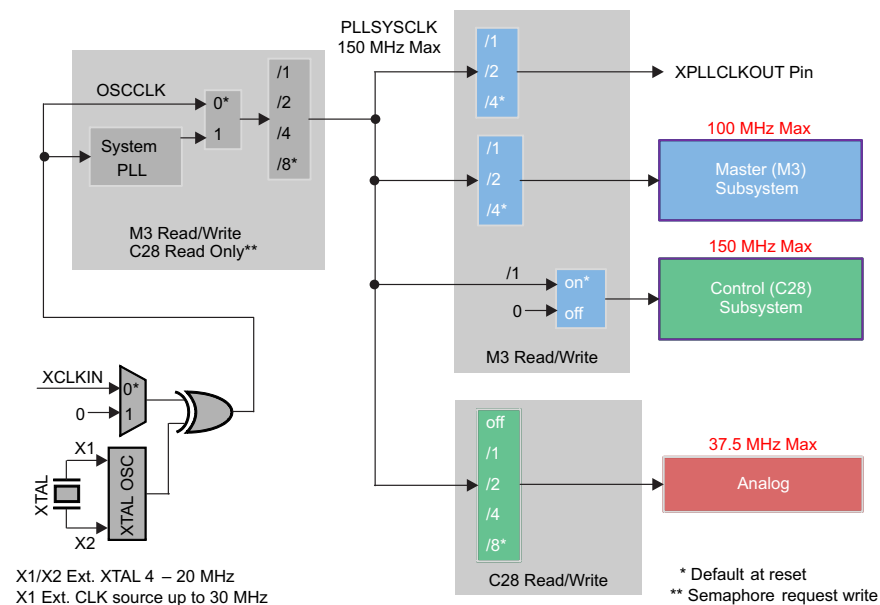 PLLSYSCLK
150 MHz Max
OSCCLK
System
PLL
0*
1
/1
/2
/4
/8*
M3 Read/Write
C28 Read Only**
/1
/2
/4*
XPLLCLKOUT Pin
/1
/2
/4*
100 MHz Max
Master (M3)
Subsystem
/1
0
on*
off
150 MHz Max
Control (C28)
Subsystem
M3 Read/Write
XCLKIN
0
0*
1
X1
XTAL
X2
XTAL OSC
off
/1
/2
/4
/8*
37.5 MHz Max
Analog
C28 Read/Write
X1/X2 Ext. XTAL 4 – 20 MHz
X1 Ext. CLK source up to 30 MHz
* Default at reset
** Semaphore request write